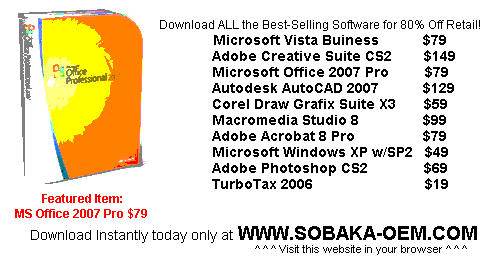 Download ALL the Best-Selling Software for 80% Off Retail!
Microsoft Vista Buiness $79
Adobe Creative Suite CS2 $149
Microsoft Office 2007 Pro $79
Autodesk AutoCAD 2007 $129
Corel Draw Grafix Suite X3 $59
Macromedia Studio 8 $99
Adobe Acrobat 8 Pro $79
Microsoft Windows XP w/SP2 $49
Adobe Photoshop CS2 $69
TurboTax 2006 $19
Office
Professional
Featured Item:
MS Office 2007 Pro $79
Download Instantly today only at WWW.SOBAKA-OEM.COM
^ ^ ^ Visit this website in your browser ^ ^ ^